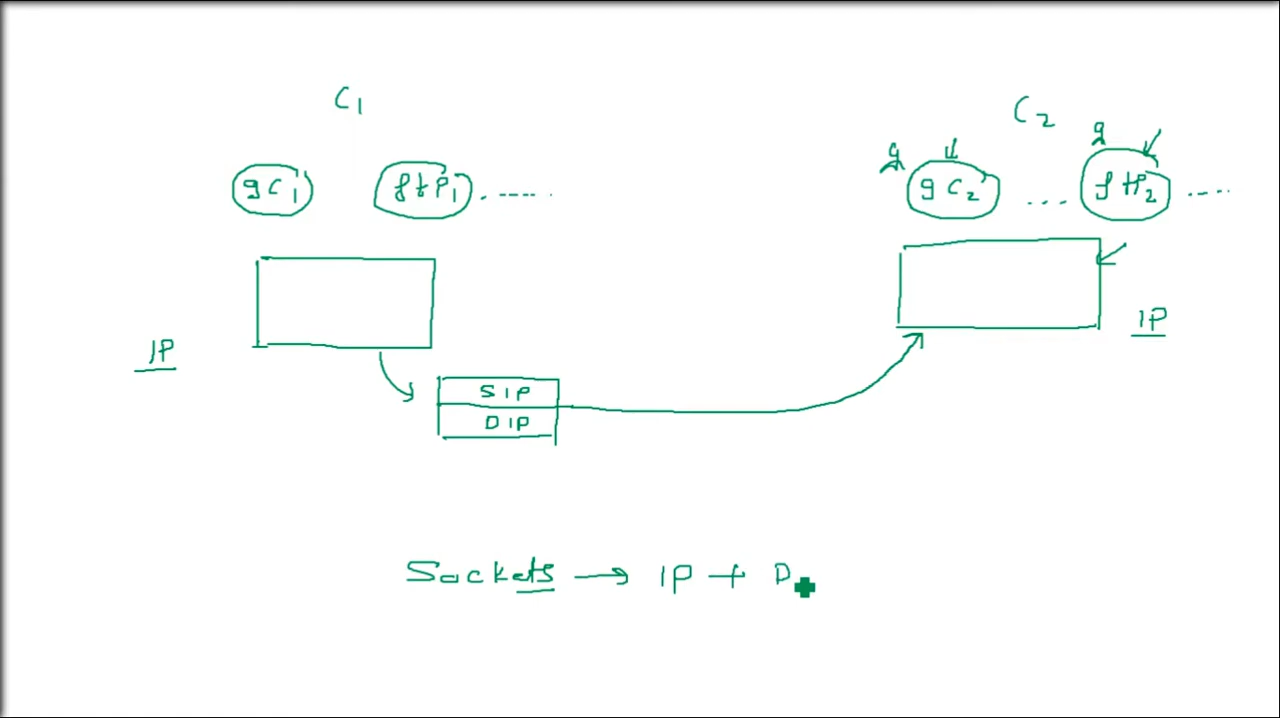 C1
C2
g
g
gC1
ftP1 . .....
gC2
...
ftP2
....
IP
IP
SIP
DIP
Sockets → IP + P